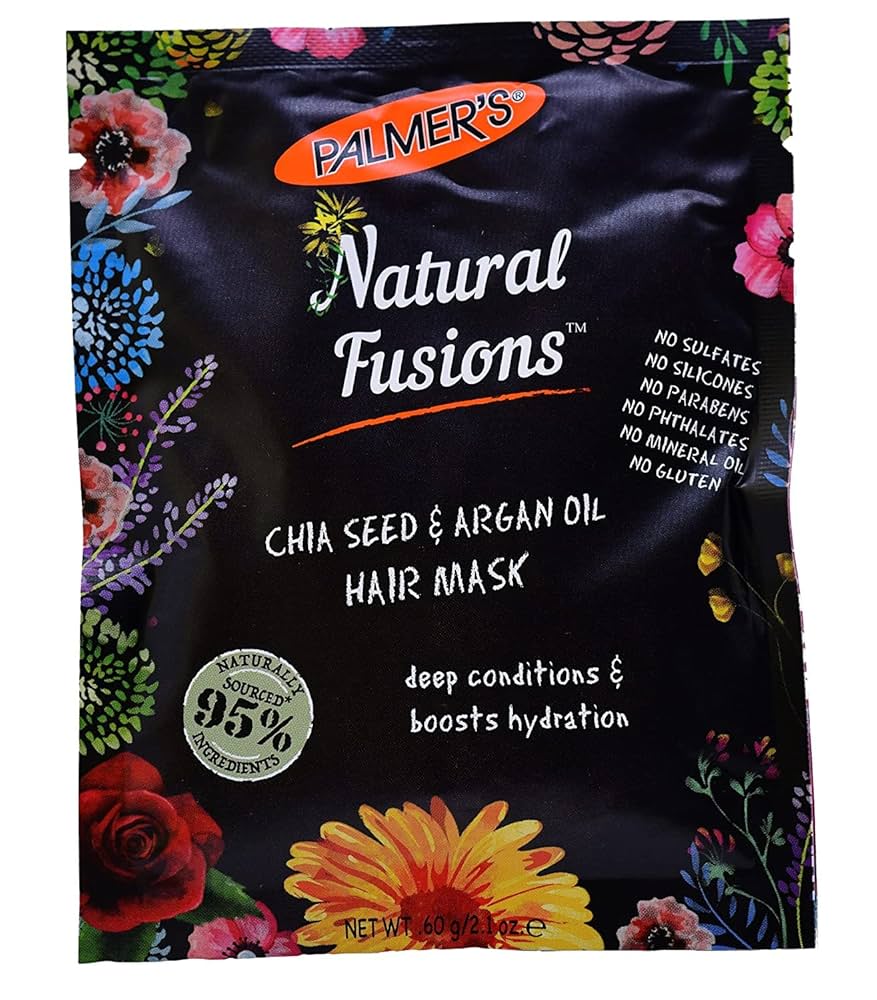 PALMER'S®
Natural
Fusions™
NO SULFATES
NO SILICONES
NO PARABENS
NO PHTHALATES
NO MINERAL OIL
NO GLUTEN
CHIA SEED & ARGAN OIL
HAIR MASK
NATURALLY
SOURCED*
95%
INGREDIENTS
deep conditions &
boosts hydration
NET WT. 60 g/2.1 oz. ℮